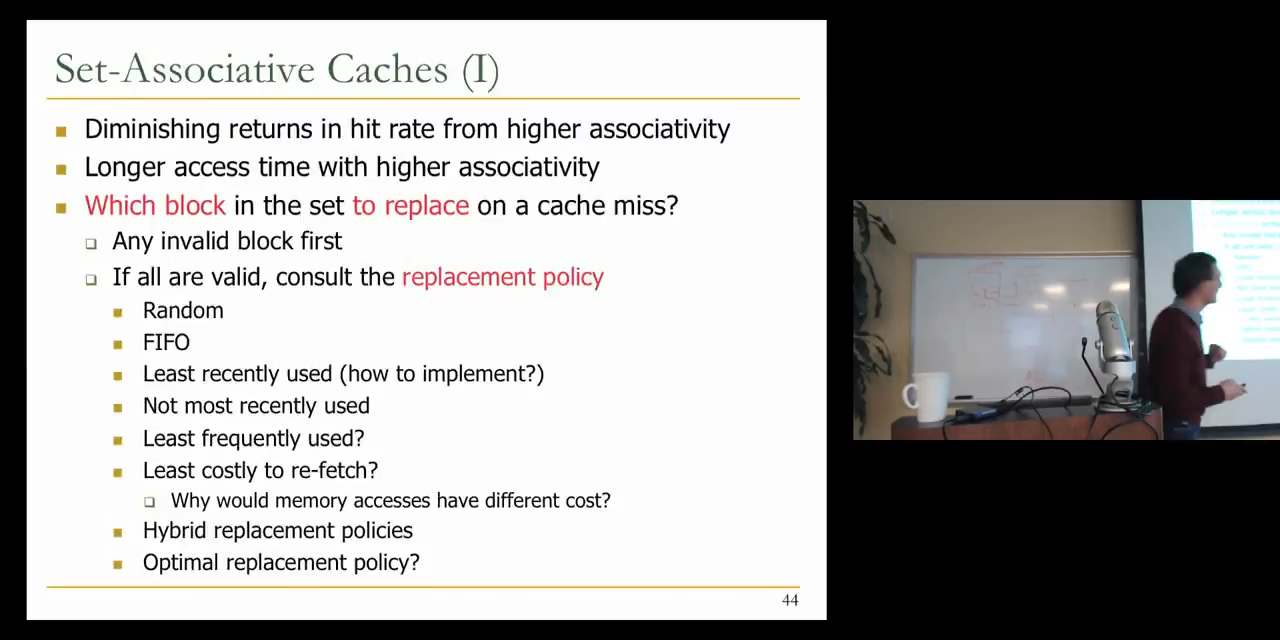 Set-Associative Caches (I)
Diminishing returns in hit rate from higher associativity
Longer access time with higher associativity
Which block in the set to replace on a cache miss?
Any invalid block first
If all are valid, consult the replacement policy
Random
FIFO
Least recently used (how to implement?)
Not most recently used
Least frequently used?
Least costly to re-fetch?
Why would memory accesses have different cost?
Hybrid replacement policies
Optimal replacement policy?
44